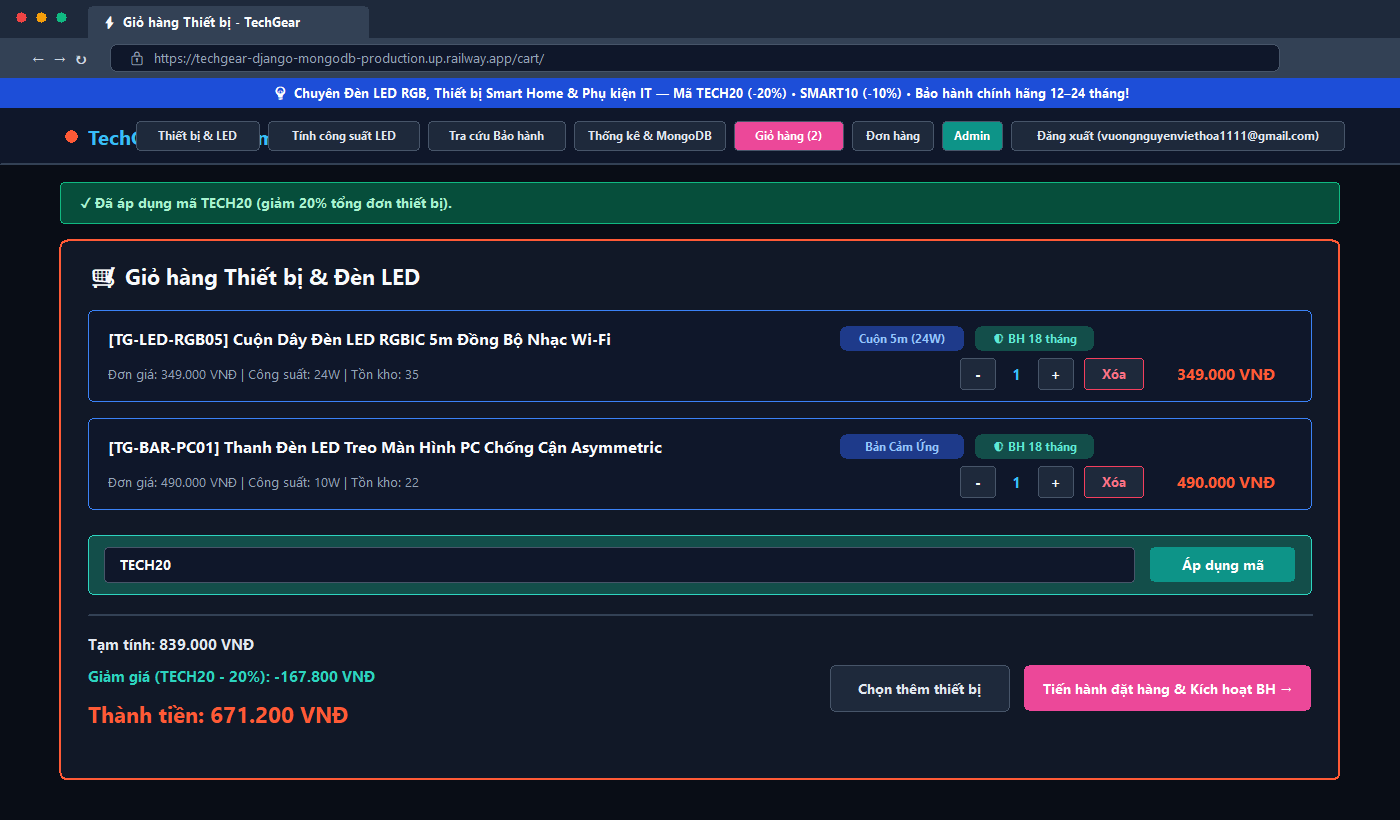 Giỏ hàng Thiết bị - TechGear
https://techgear-django-mongodb-production.up.railway.app/cart/
Chuyên Đèn LED RGB, Thiết bị Smart Home & Phụ kiện IT — Mã TECH20 (-20%) • SMART10 (-10%) • Bảo hành chính hãng 12–24 tháng!
Thiết bị & LED
Tính công suất LED
Tra cứu Bảo hành
Thống kê & MongoDB
Giỏ hàng (2)
Đơn hàng
Admin
Đăng xuất (vuongnguyenviethoa1111@gmail.com)
✓ Đã áp dụng mã TECH20 (giảm 20% tổng đơn thiết bị).
Giỏ hàng Thiết bị & Đèn LED
[TG-LED-RGB05] Cuộn Dây Đèn LED RGBIC 5m Đồng Bộ Nhạc Wi-Fi
Cuộn 5m (24W)
BH 18 tháng
Đơn giá: 349.000 VNĐ | Công suất: 24W | Tồn kho: 35
- 1 + Xóa 349.000 VNĐ
[TG-BAR-PC01] Thanh Đèn LED Treo Màn Hình PC Chống Cận Asymmetric
Bản Cảm Ứng
BH 18 tháng
Đơn giá: 490.000 VNĐ | Công suất: 10W | Tồn kho: 22
- 1 + Xóa 490.000 VNĐ
TECH20
Áp dụng mã
Tạm tính: 839.000 VNĐ
Giảm giá (TECH20 - 20%): -167.800 VNĐ
Thành tiền: 671.200 VNĐ
Chọn thêm thiết bị
Tiến hành đặt hàng & Kích hoạt BH →